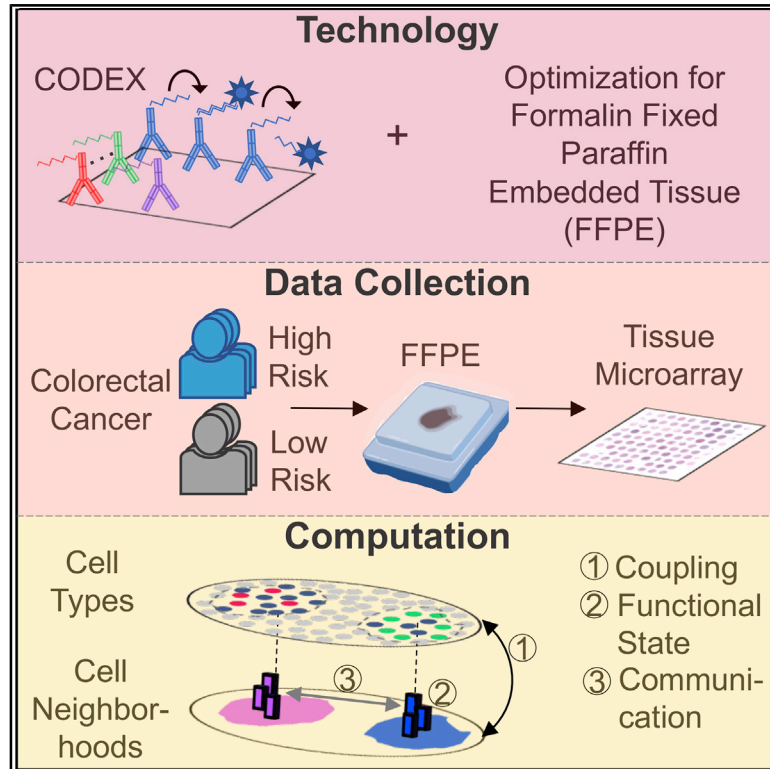 Technology
CODEX
+
Optimization for
Formalin Fixed
Paraffin
Embedded Tissue
(FFPE)
Data Collection
Colorectal
Cancer
High
Risk
Low
Risk
FFPE
Tissue
Microarray
Computation
Cell
Types
Cell
Neighbor-
hoods
1
2
3
① Coupling
② Functional
State
③ Communi-
cation